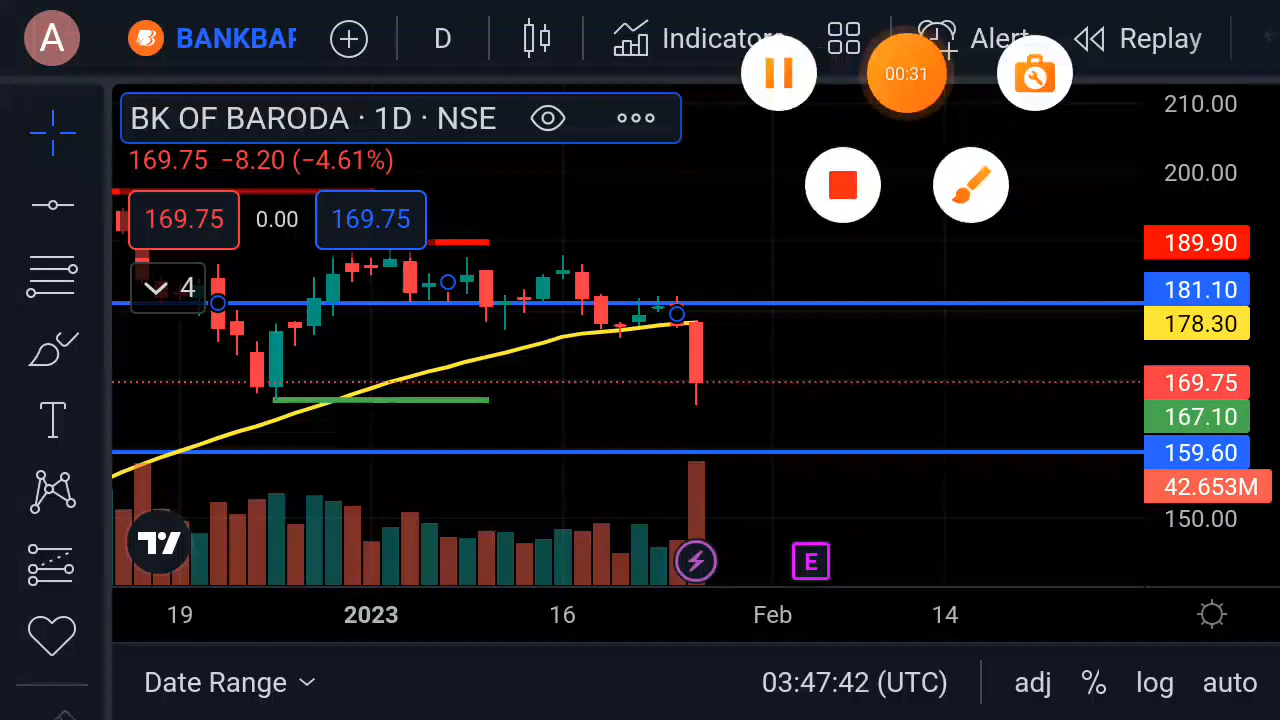 A
BANKBAR
D
Indicators
Alert
Replay
00:31
BK OF BARODA · 1D · NSE
169.75 −8.20 (−4.61%)
169.75
0.00
169.75
4
210.00
200.00
189.90
181.10
178.30
169.75
167.10
159.60
42.653M
150.00
E
19
2023
16
Feb
14
Date Range
03:47:42 (UTC)
adj
%
log
auto